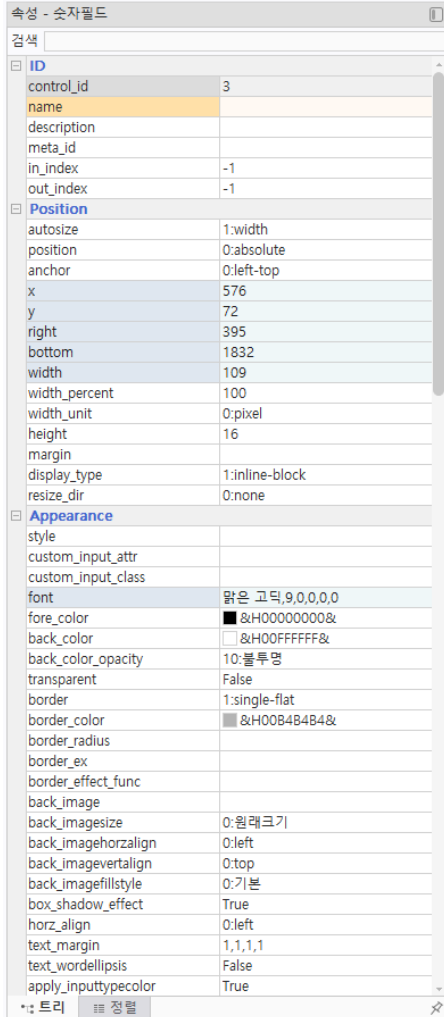 속성 - 숫자필드
검색
ID
control_id 3
name
description
meta_id
in_index -1
out_index -1
Position
autosize 1:width
position 0:absolute
anchor 0:left-top
x 576
y 72
right 395
bottom 1832
width 109
width_percent 100
width_unit 0:pixel
height 16
margin
display_type 1:inline-block
resize_dir 0:none
Appearance
style
custom_input_attr
custom_input_class
font 맑은 고딕,9,0,0,0,0
fore_color &H00000000&
back_color &H00FFFFFF&
back_color_opacity 10:불투명
transparent False
border 1:single-flat
border_color &H00B4B4B4&
border_radius
border_ex
border_effect_func
back_image
back_imagesize 0:원래크기
back_imagehorzalign 0:left
back_imagevertalign 0:top
back_imagefillstyle 0:기본
box_shadow_effect True
horz_align 0:left
text_margin 1,1,1,1
text_wordellipsis False
apply_inputtypecolor True
트리 정렬